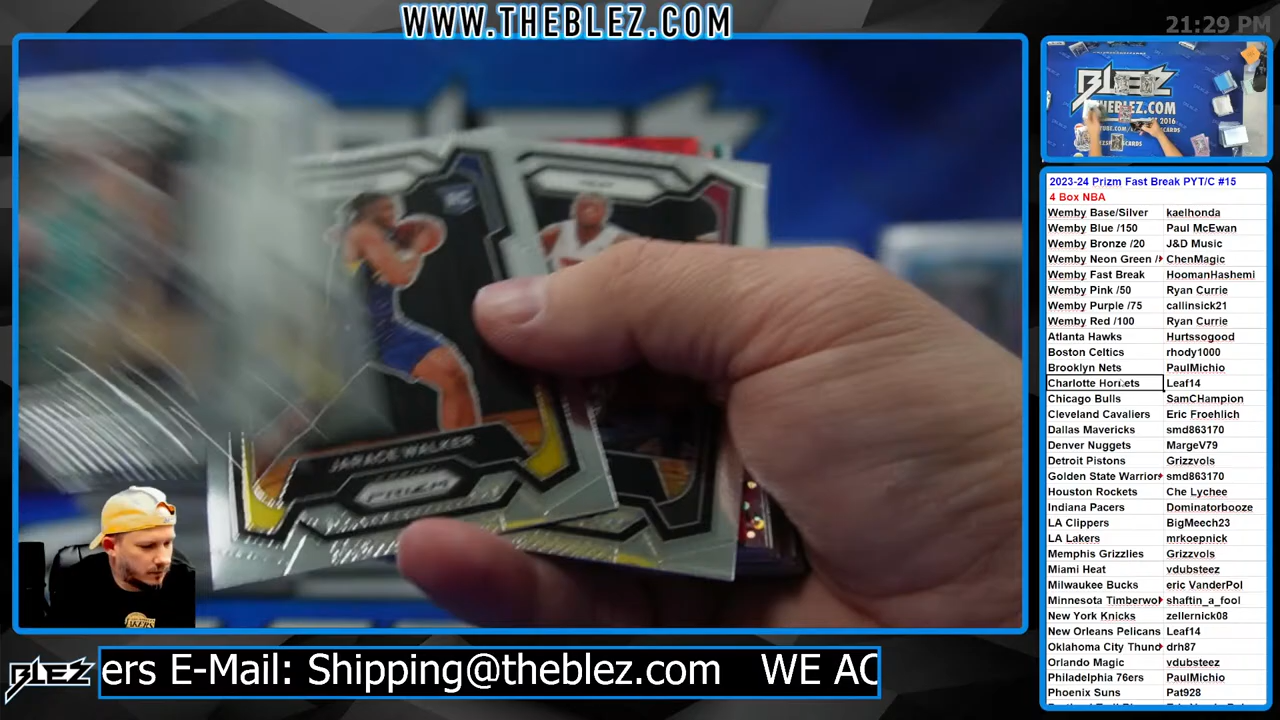 WWW.THEBLEZ.COM
21:29 PM
BLEZ
THEBLEZ.COM
JARACE WALKER
PRIZM
2023-24 Prizm Fast Break PYT/C #15
4 Box NBA
Wemby Base/Silver kaelhonda
Wemby Blue /150 Paul McEwan
Wemby Bronze /20 J&D Music
Wemby Neon Green / ChenMagic
Wemby Fast Break HoomanHashemi
Wemby Pink /50 Ryan Currie
Wemby Purple /75 callinsick21
Wemby Red /100 Ryan Currie
Atlanta Hawks Hurtssogood
Boston Celtics rhody1000
Brooklyn Nets PaulMichio
Charlotte Hornets Leaf14
Chicago Bulls SamCHampion
Cleveland Cavaliers Eric Froehlich
Dallas Mavericks smd863170
Denver Nuggets MargeV79
Detroit Pistons Grizzvols
Golden State Warrior smd863170
Houston Rockets Che Lychee
Indiana Pacers Dominatorbooze
LA Clippers BigMeech23
LA Lakers mrkoepnick
Memphis Grizzlies Grizzvols
Miami Heat vdubsteez
Milwaukee Bucks eric VanderPol
Minnesota Timberwo shaftin_a_fool
New York Knicks zellernick08
New Orleans Pelicans Leaf14
Oklahoma City Thund drh87
Orlando Magic vdubsteez
Philadelphia 76ers PaulMichio
Phoenix Suns Pat928
BLEZ
ers E-Mail: Shipping@theblez.com WE AC